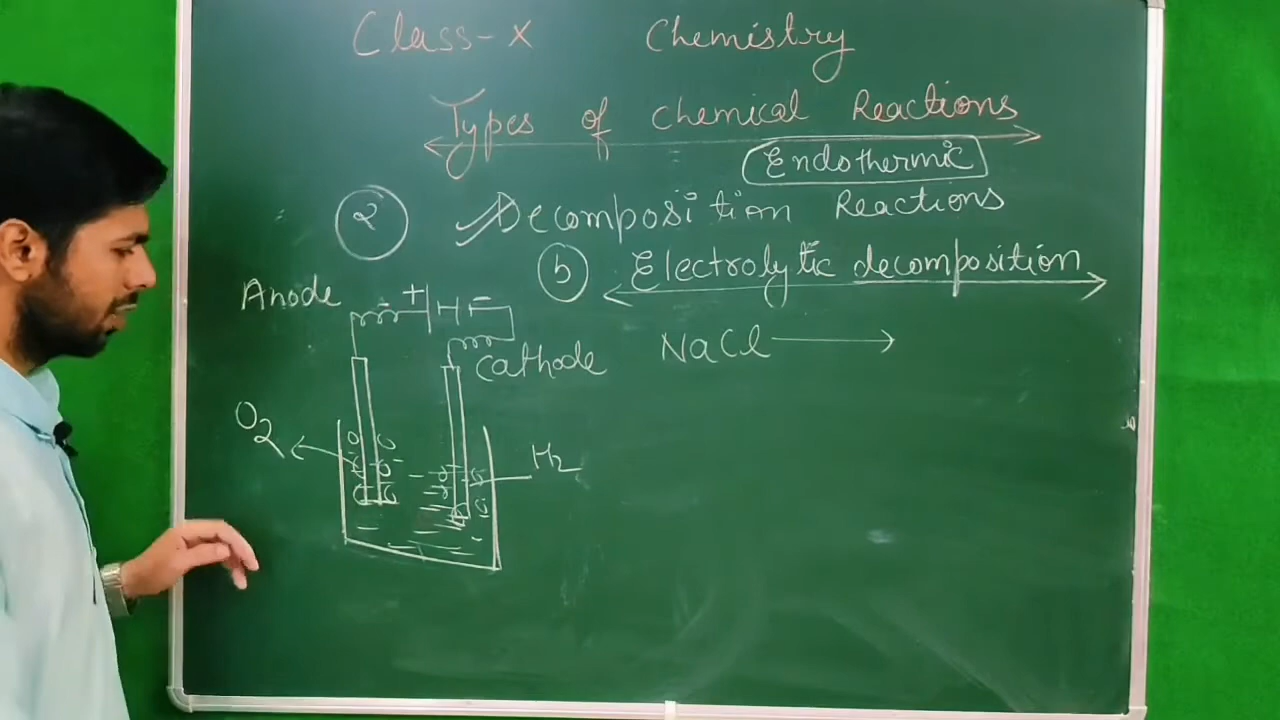 Class-X Chemistry
Types of chemical Reactions
Endothermic
2 Decomposition Reactions
b Electrolytic decomposition
Anode + -
Cathode
NaCl →
O2
H2